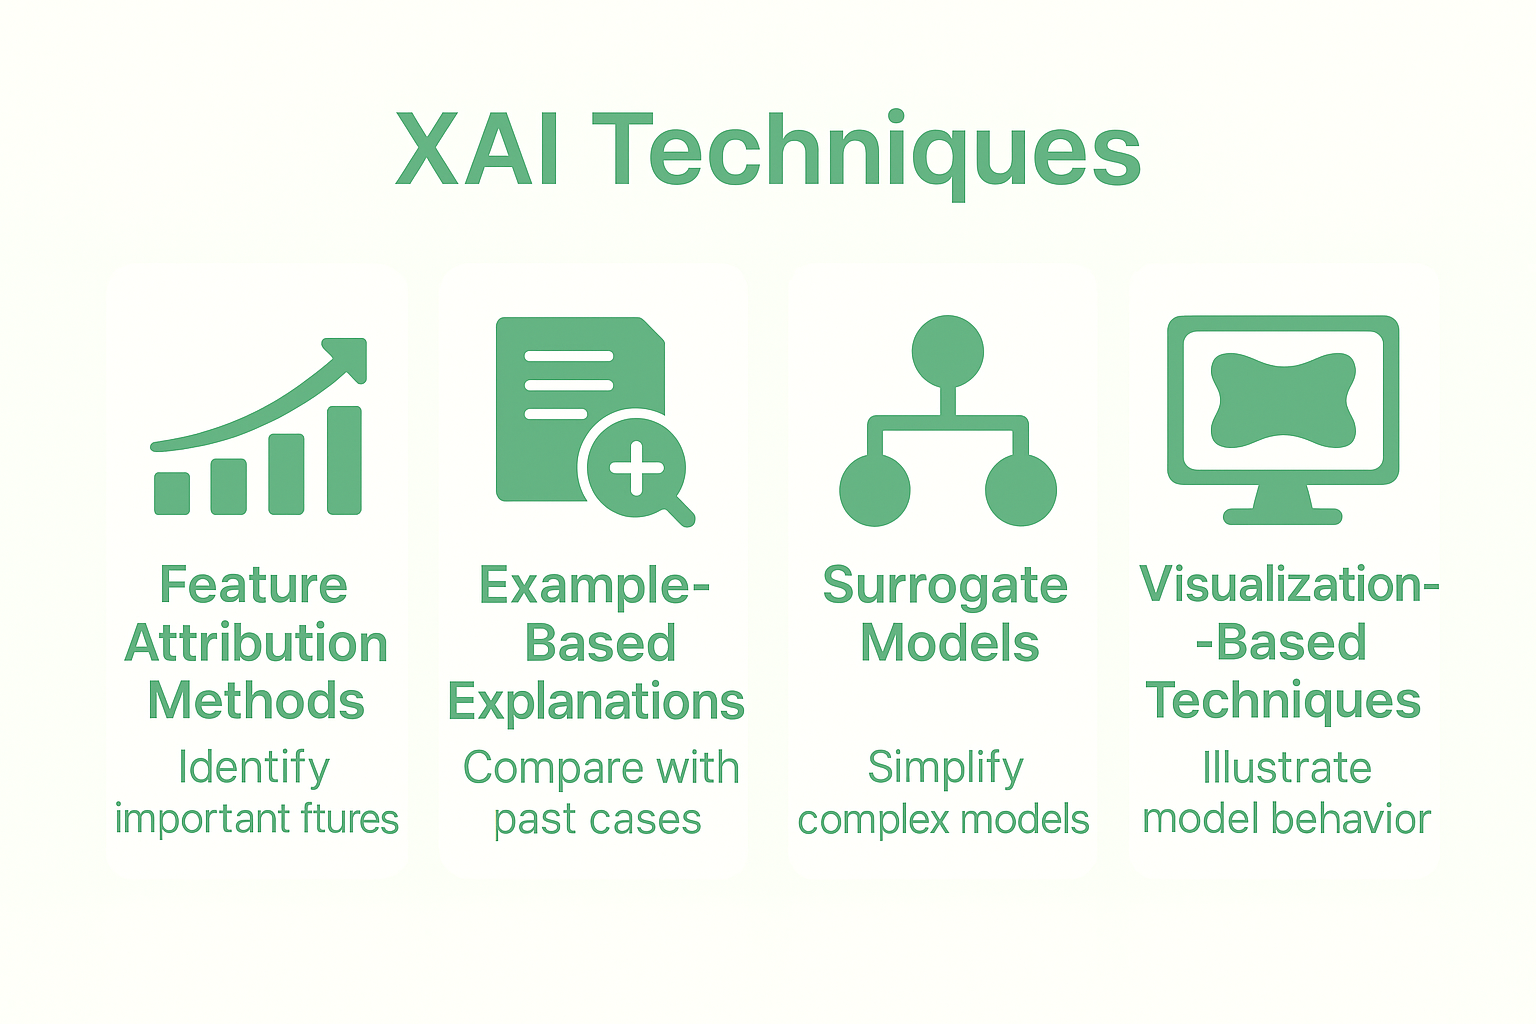 XAI Techniques
Feature
Attribution
Methods
Identify
important ftures
Example-
Based
Explanations
Compare with
past cases
Surrogate
Models
Simplify
complex models
Visualization-
-Based
Techniques
Illustrate
model behavior